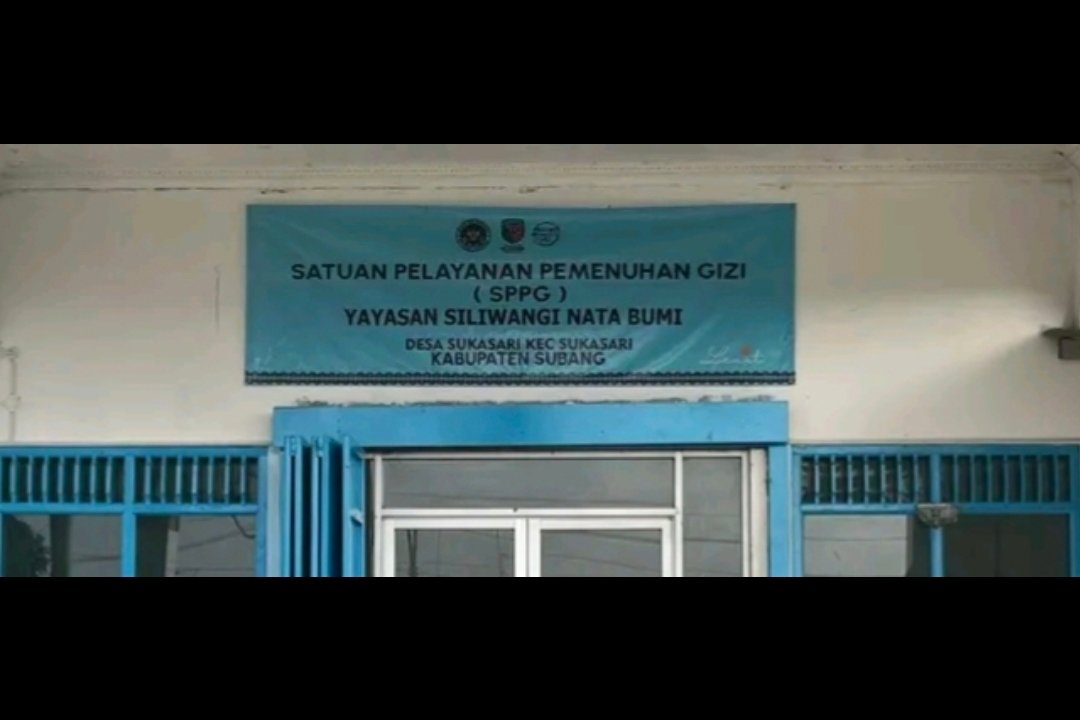 SATUAN PELAYANAN PEMENUHAN GIZI
( SPPG )
YAYASAN SILIWANGI NATA BUMI
DESA SUKASARI KEC SUKASARI
KABUPATEN SUBANG